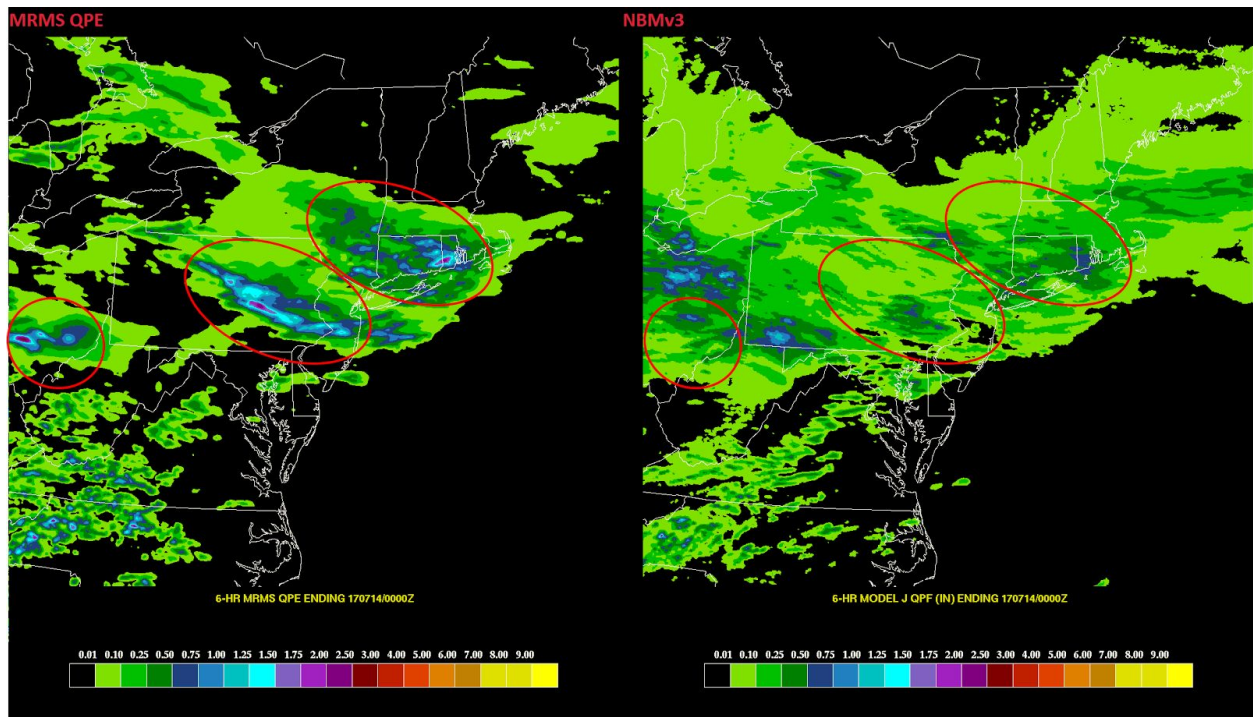 MRMS QPE
NBMv3
6-HR MRMS QPE ENDING 170714/0000Z
6-HR MODEL J QPF (IN) ENDING 170714/0000Z
0.01 0.10 0.25 0.50 0.75 1.00 1.25 1.50 1.75 2.00 2.50 3.00 4.00 5.00 6.00 7.00 8.00 9.00
0.01 0.10 0.25 0.50 0.75 1.00 1.25 1.50 1.75 2.00 2.50 3.00 4.00 5.00 6.00 7.00 8.00 9.00